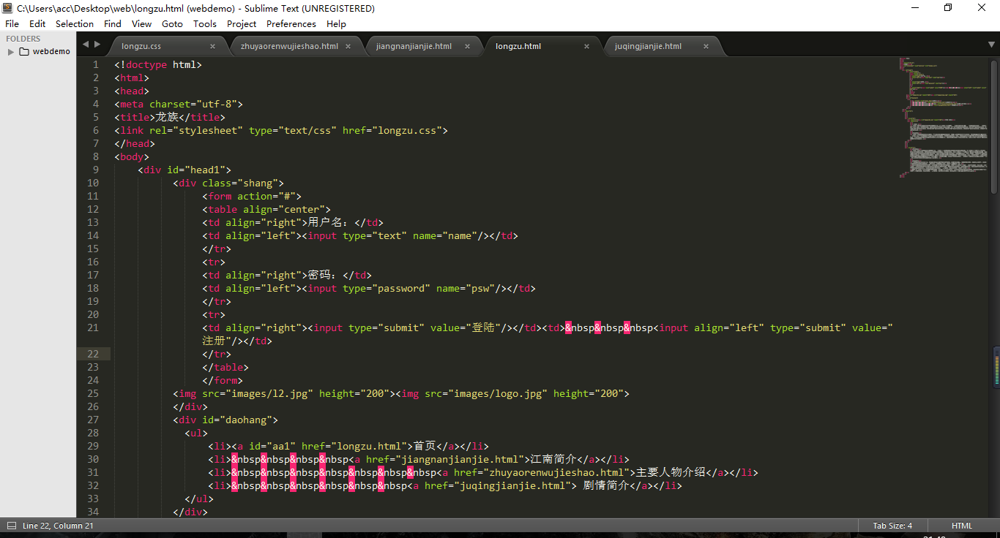 C:\Users\acc\Desktop\web\longzu.html (webdemo) - Sublime Text (UNREGISTERED)
File Edit Selection Find View Goto Tools Project Preferences Help
FOLDERS
webdemo
longzu.css × zhuyaorenwujieshao.html × jiangnanjianjie.html × longzu.html × juqingjianjie.html ×
1 <!doctype html>
2 <html>
3 <head>
4 <meta charset="utf-8">
5 <title>龙族</title>
6 <link rel="stylesheet" type="text/css" href="longzu.css">
7 </head>
8 <body>
9 <div id="head1">
10 <div class="shang">
11 <form action="#">
12 <table align="center">
13 <td align="right">用户名：</td>
14 <td align="left"><input type="text" name="name"/></td>
15 </tr>
16 <tr>
17 <td align="right">密码：</td>
18 <td align="left"><input type="password" name="psw"/></td>
19 </tr>
20 <tr>
21 <td align="right"><input type="submit" value="登陆"/></td><td>&nbsp&nbsp&nbsp<input align="left" type="submit" value="
注册"/></td>
22 </tr>
23 </table>
24 </form>
25 <img src="images/l2.jpg" height="200"><img src="images/logo.jpg" height="200">
26 </div>
27 <div id="daohang">
28 <ul>
29 <li><a id="aa1" href="longzu.html">首页</a></li>
30 <li>&nbsp&nbsp&nbsp&nbsp<a href="jiangnanjianjie.html">江南简介</a></li>
31 <li>&nbsp&nbsp&nbsp&nbsp&nbsp&nbsp&nbsp<a href="zhuyaorenwujieshao.html">主要人物介绍</a></li>
32 <li>&nbsp&nbsp&nbsp&nbsp&nbsp&nbsp<a href="juqingjianjie.html"> 剧情简介</a></li>
33 </ul>
34 </div>
Line 22, Column 21 Tab Size: 4 HTML